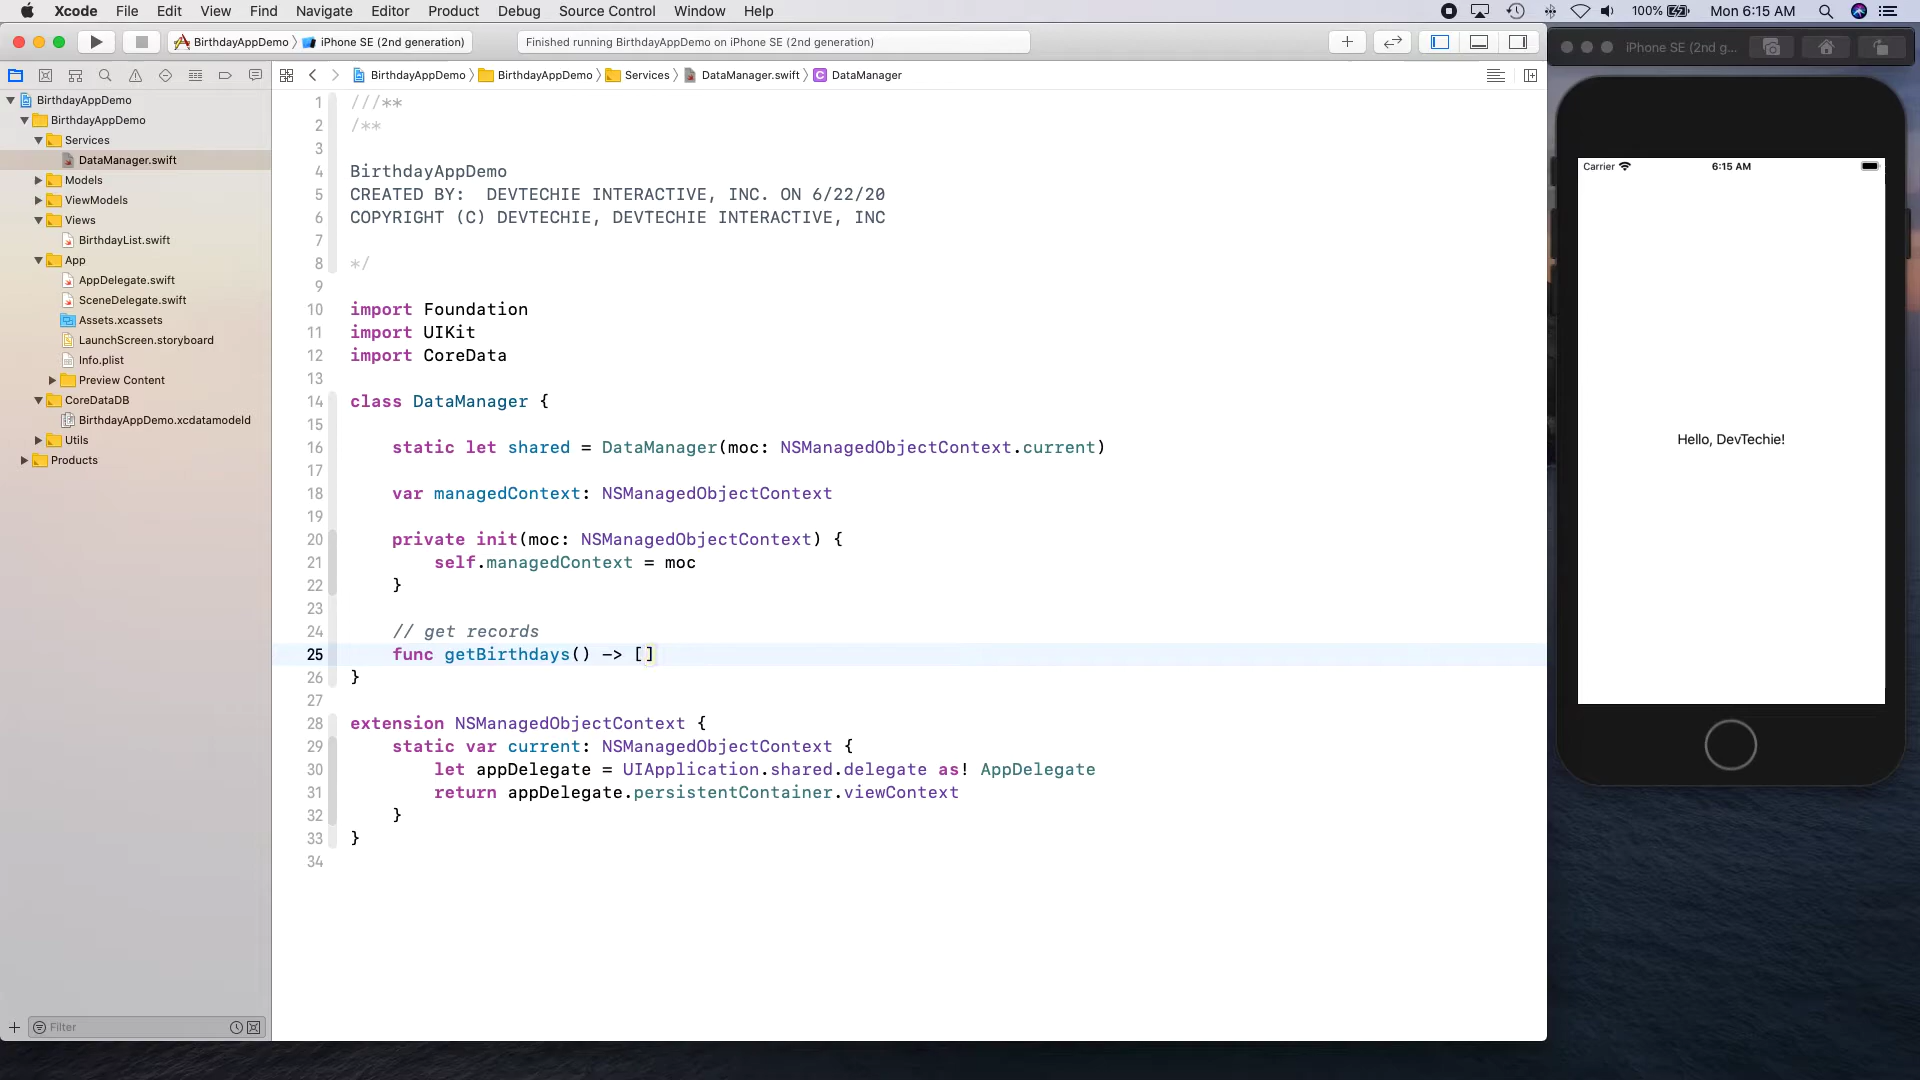 Xcode File Edit View Find Navigate Editor Product Debug Source Control Window Help
100% Mon 6:15 AM
BirthdayAppDemo iPhone SE (2nd generation)
Finished running BirthdayAppDemo on iPhone SE (2nd generation)
iPhone SE (2nd g...
BirthdayAppDemo BirthdayAppDemo Services DataManager.swift C DataManager
BirthdayAppDemo
BirthdayAppDemo
Services
DataManager.swift
Models
ViewModels
Views
BirthdayList.swift
App
AppDelegate.swift
SceneDelegate.swift
Assets.xcassets
LaunchScreen.storyboard
Info.plist
Preview Content
CoreDataDB
BirthdayAppDemo.xcdatamodeld
Utils
Products
Filter
1 ///**
2 /**
3
4 BirthdayAppDemo
5 CREATED BY: DEVTECHIE INTERACTIVE, INC. ON 6/22/20
6 COPYRIGHT (C) DEVTECHIE, DEVTECHIE INTERACTIVE, INC
7
8 */
9
10 import Foundation
11 import UIKit
12 import CoreData
13
14 class DataManager {
15
16 static let shared = DataManager(moc: NSManagedObjectContext.current)
17
18 var managedContext: NSManagedObjectContext
19
20 private init(moc: NSManagedObjectContext) {
21 self.managedContext = moc
22 }
23
24 // get records
25 func getBirthdays() -> []
26 }
27
28 extension NSManagedObjectContext {
29 static var current: NSManagedObjectContext {
30 let appDelegate = UIApplication.shared.delegate as! AppDelegate
31 return appDelegate.persistentContainer.viewContext
32 }
33 }
34
Carrier 6:15 AM
Hello, DevTechie!